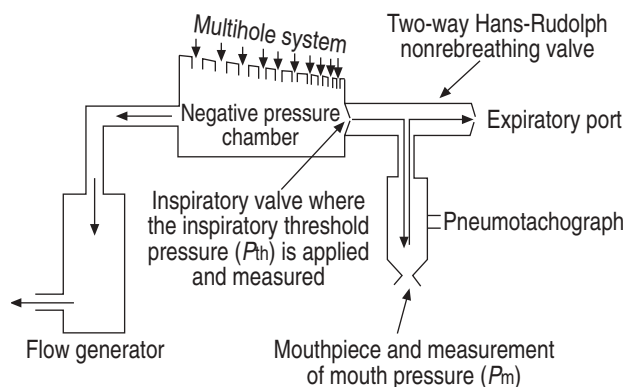 Multihole system
Two-way Hans-Rudolph
nonrebreathing valve
Negative pressure
chamber
Expiratory port
Inspiratory valve where
the inspiratory threshold
pressure (Pth) is applied
and measured
Pneumotachograph
Flow generator
Mouthpiece and measurement
of mouth pressure (Pm)